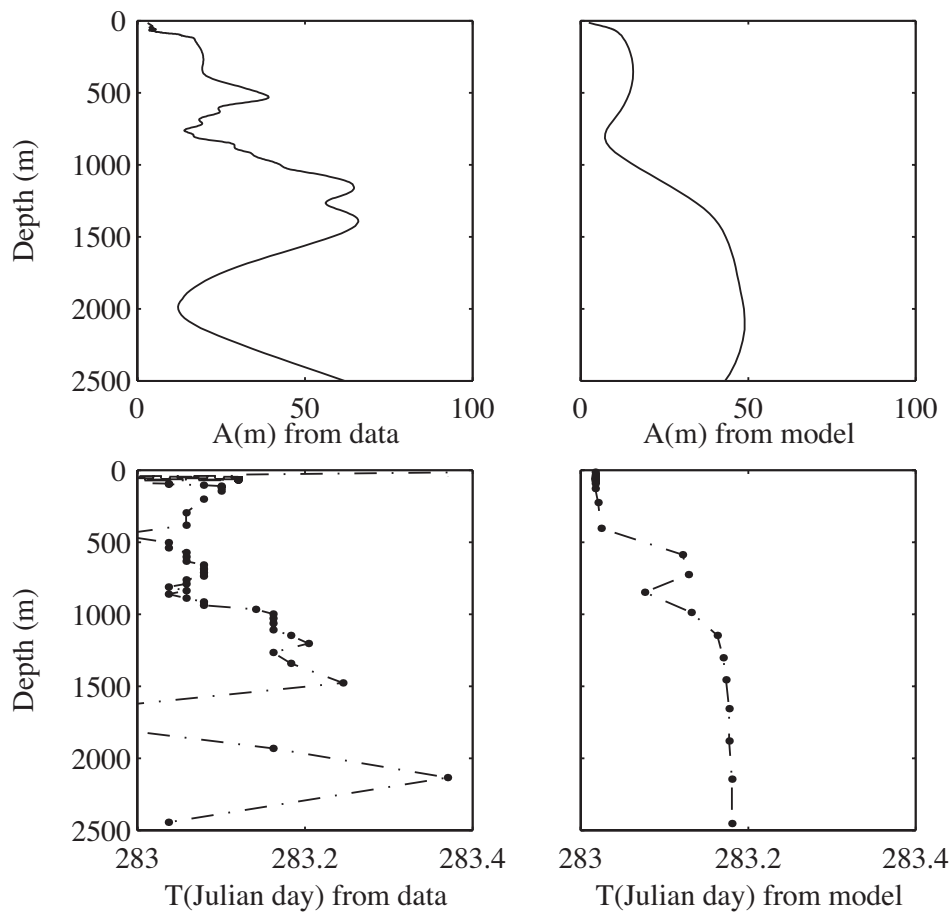 0
500
1000
1500
2000
2500
Depth (m)
0 50 100
A(m) from data
0 50 100
A(m) from model
0
500
1000
1500
2000
2500
Depth (m)
283 283.2 283.4
T(Julian day) from data
283 283.2 283.4
T(Julian day) from model